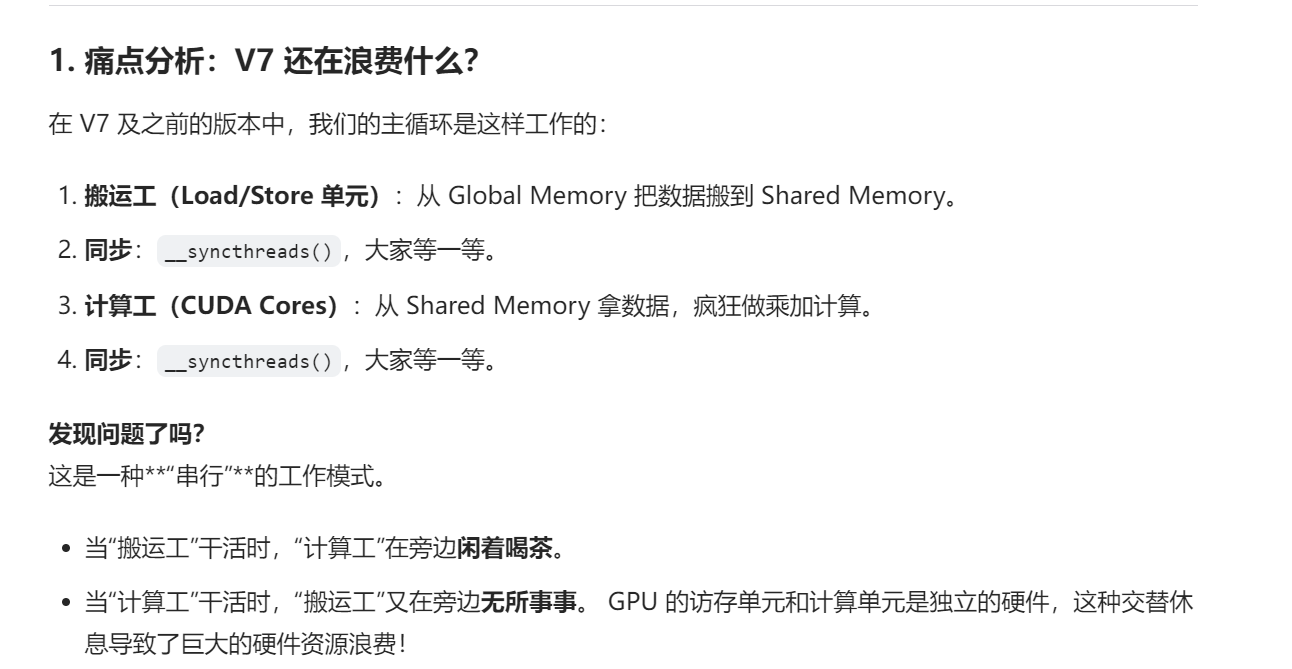 1. 痛点分析：V7 还在浪费什么？
在 V7 及之前的版本中，我们的主循环是这样工作的：
1. 搬运工（Load/Store 单元）：从 Global Memory 把数据搬到 Shared Memory。
2. 同步：__syncthreads()，大家等一等。
3. 计算工（CUDA Cores）：从 Shared Memory 拿数据，疯狂做乘加计算。
4. 同步：__syncthreads()，大家等一等。
发现问题了吗？
这是一种**“串行”**的工作模式。
• 当“搬运工”干活时，“计算工”在旁边闲着喝茶。
• 当“计算工”干活时，“搬运工”又在旁边无所事事。 GPU 的访存单元和计算单元是独立的硬件，这种交替休
息导致了巨大的硬件资源浪费！